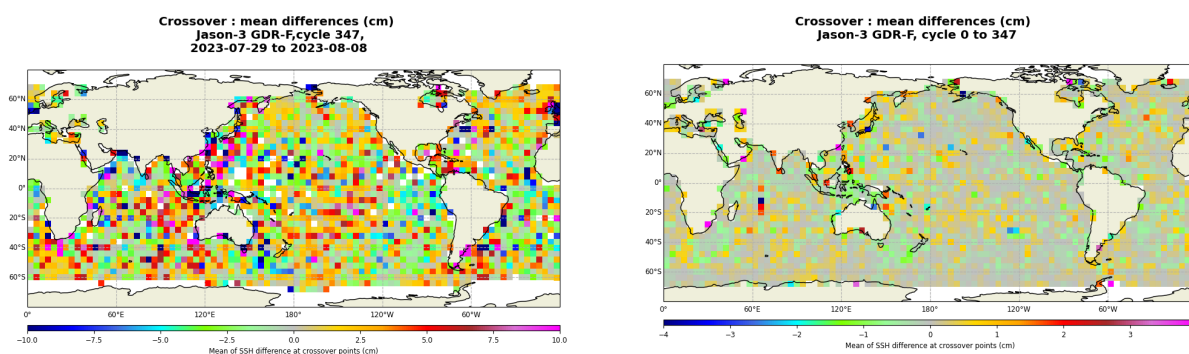 Crossover : mean differences (cm)
Jason-3 GDR-F,cycle 347,
2023-07-29 to 2023-08-08
60°N
40°N
20°N
0°
20°S
40°S
60°S
0° 60°E 120°E 180° 120°W 60°W
−10.0 −7.5 −5.0 −2.5 0.0 2.5 5.0 7.5 10.0
Mean of SSH difference at crossover points (cm)
Crossover : mean differences (cm)
Jason-3 GDR-F, cycle 0 to 347
60°N
40°N
20°N
0°
20°S
40°S
60°S
0° 60°E 120°E 180° 120°W 60°W
−4 −3 −2 −1 0 1 2 3
Mean of SSH difference at crossover points (cm)